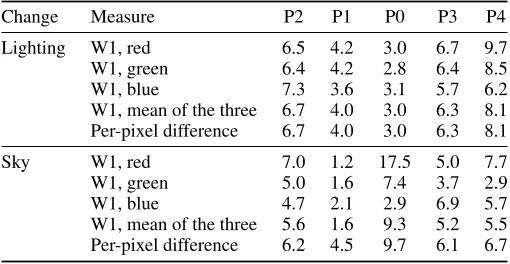 Change Measure P2 P1 P0 P3 P4
Lighting W1, red 6.5 4.2 3.0 6.7 9.7
W1, green 6.4 4.2 2.8 6.4 8.5
W1, blue 7.3 3.6 3.1 5.7 6.2
W1, mean of the three 6.7 4.0 3.0 6.3 8.1
Per-pixel difference 6.7 4.0 3.0 6.3 8.1
Sky W1, red 7.0 1.2 17.5 5.0 7.7
W1, green 5.0 1.6 7.4 3.7 2.9
W1, blue 4.7 2.1 2.9 6.9 5.7
W1, mean of the three 5.6 1.6 9.3 5.2 5.5
Per-pixel difference 6.2 4.5 9.7 6.1 6.7